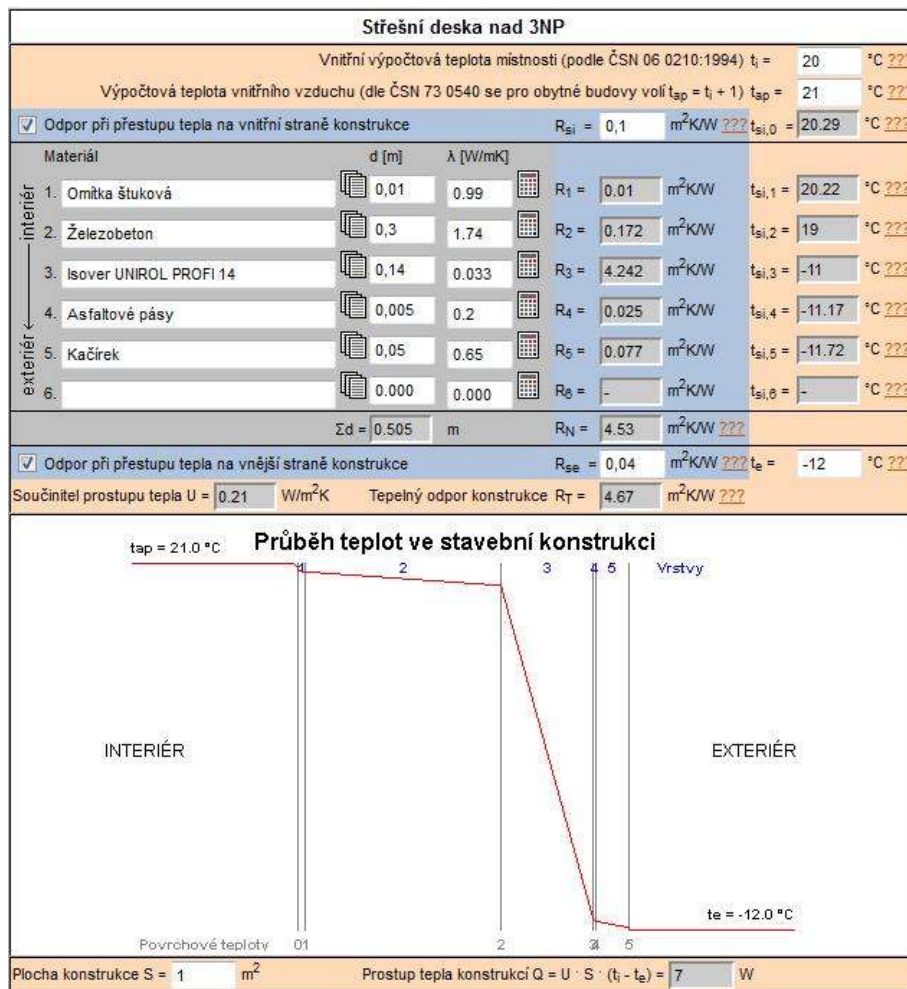 Střešní deska nad 3NP
Vnitřní výpočtová teplota místnosti (podle ČSN 06 0210:1994) ti = 20 °C ???
Výpočtová teplota vnitřního vzduchu (dle ČSN 73 0540 se pro obytné budovy volí tap = ti + 1) tap = 21 °C ???
Odpor při přestupu tepla na vnitřní straně konstrukce Rsi = 0,1 m²K/W ??? tsi,0 = 20.29 °C ???
Materiál d [m] λ [W/mK]
exteriér ← interiér
1. Omítka štuková 0,01 0.99 R1 = 0.01 m²K/W tsi,1 = 20.22 °C ???
2. Železobeton 0,3 1.74 R2 = 0.172 m²K/W tsi,2 = 19 °C ???
3. Isover UNIROL PROFI 14 0,14 0.033 R3 = 4.242 m²K/W tsi,3 = -11 °C ???
4. Asfaltové pásy 0,005 0.2 R4 = 0.025 m²K/W tsi,4 = -11.17 °C ???
5. Kačírek 0,05 0.65 R5 = 0.077 m²K/W tsi,5 = -11.72 °C ???
6. 0.000 0.000 R6 = - m²K/W tsi,6 = - °C ???
Σd = 0.505 m RN = 4.53 m²K/W ???
Odpor při přestupu tepla na vnější straně konstrukce Rse = 0,04 m²K/W ??? te = -12 °C ???
Součinitel prostupu tepla U = 0.21 W/m²K Tepelný odpor konstrukce RT = 4.67 m²K/W ???
Průběh teplot ve stavební konstrukci
tap = 21.0 °C
1 2 3 4 5 Vrstvy
INTERIÉR EXTERIÉR
te = -12.0 °C
Povrchové teploty 0 1 2 3 4 5
Plocha konstrukce S = 1 m² Prostup tepla konstrukcí Q = U · S · (ti - te) = 7 W